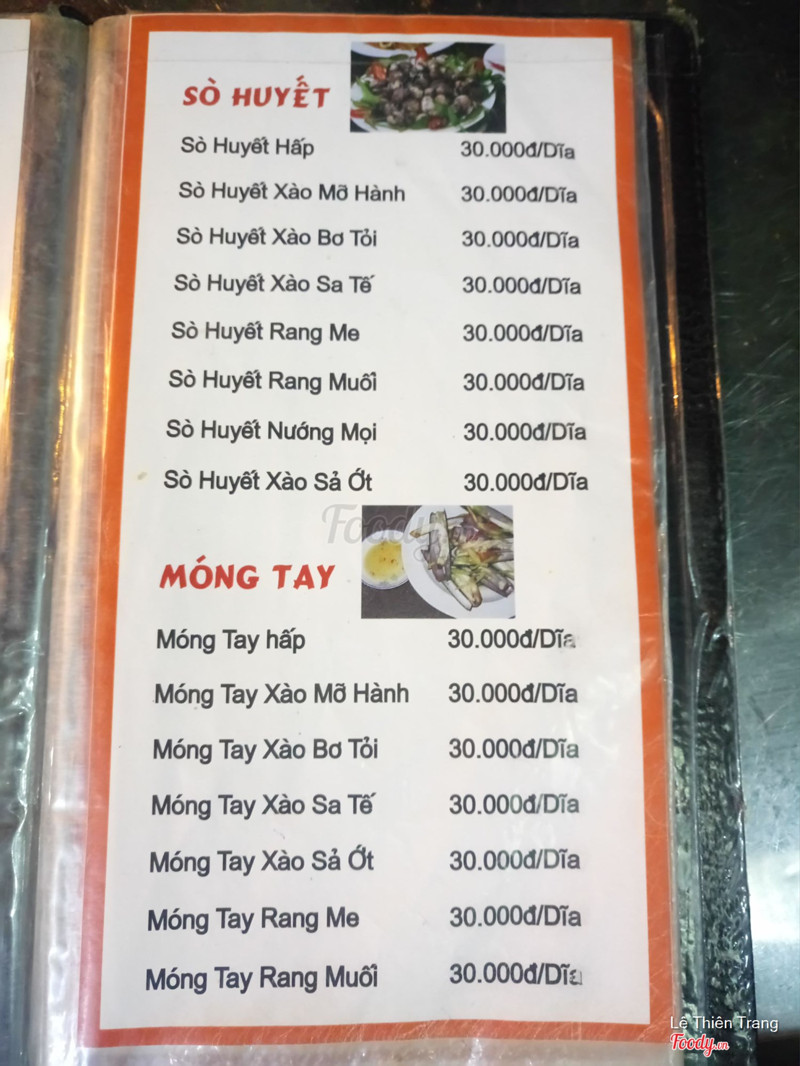 SÒ HUYẾT
Sò Huyết Hấp 30.000đ/Dĩa
Sò Huyết Xào Mỡ Hành 30.000đ/Dĩa
Sò Huyết Xào Bơ Tỏi 30.000đ/Dĩa
Sò Huyết Xào Sa Tế 30.000đ/Dĩa
Sò Huyết Rang Me 30.000đ/Dĩa
Sò Huyết Rang Muối 30.000đ/Dĩa
Sò Huyết Nướng Mọi 30.000đ/Dĩa
Sò Huyết Xào Sả Ớt 30.000đ/Dĩa
Foody.vn
MÓNG TAY
Móng Tay hấp 30.000đ/Dĩa
Móng Tay Xào Mỡ Hành 30.000đ/Dĩa
Móng Tay Xào Bơ Tỏi 30.000đ/Dĩa
Móng Tay Xào Sa Tế 30.000đ/Dĩa
Móng Tay Xào Sả Ớt 30.000đ/Dĩa
Móng Tay Rang Me 30.000đ/Dĩa
Móng Tay Rang Muối 30.000đ/Dĩa
Lê Thiên Trang
Foody.vn